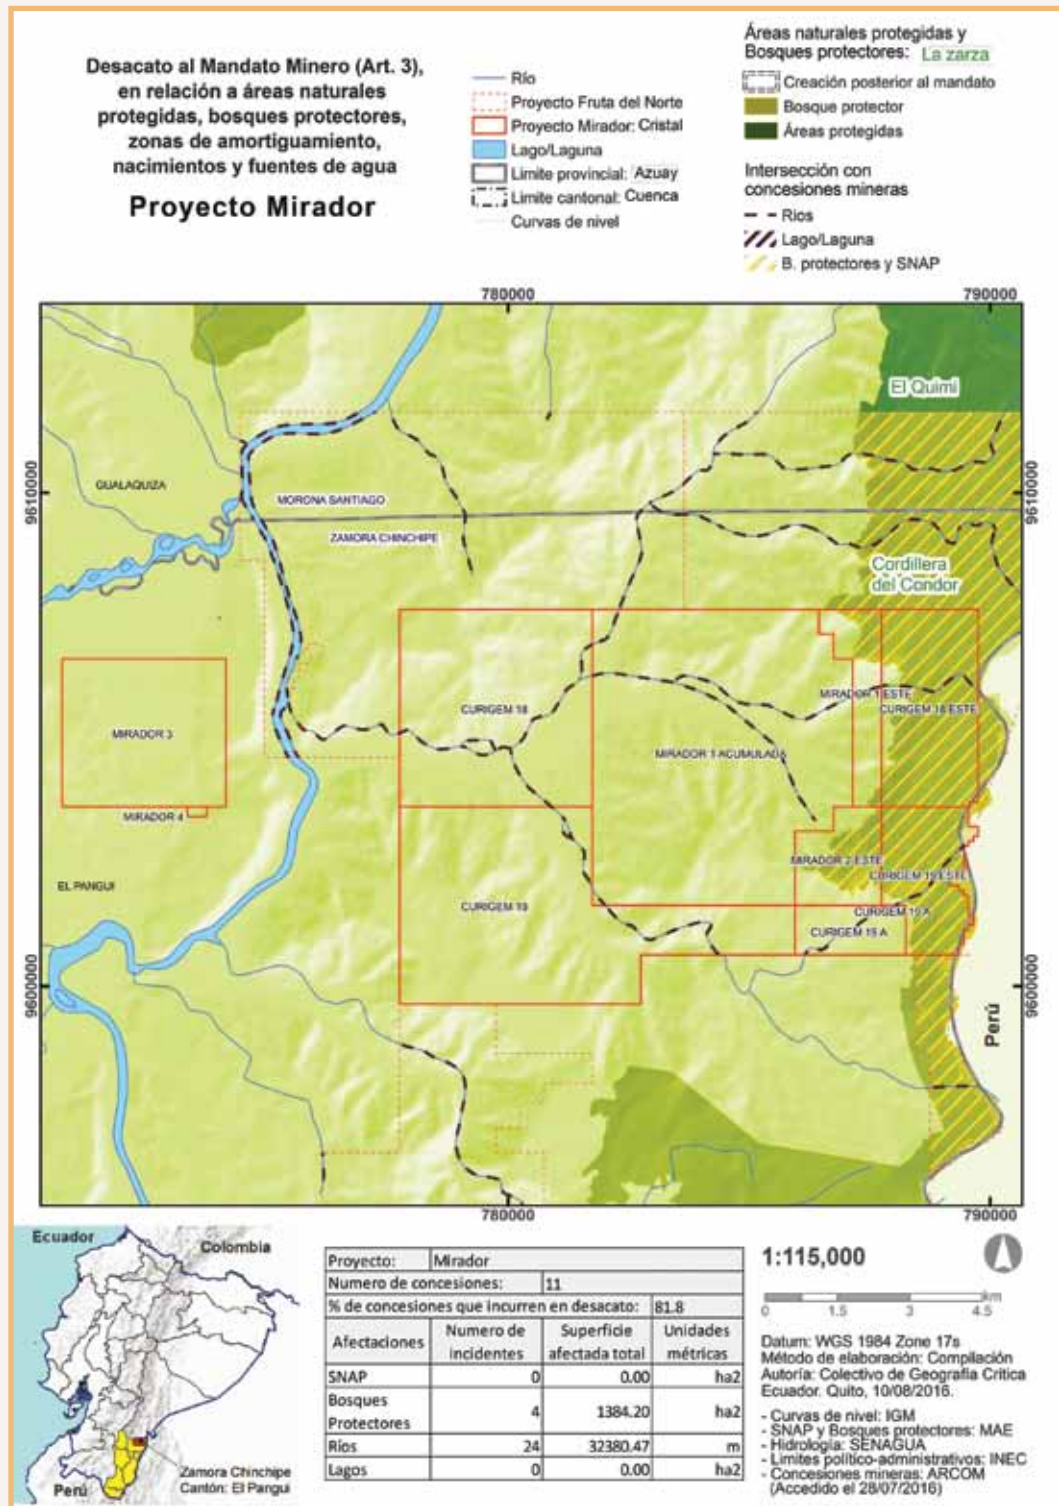 Desacato al Mandato Minero (Art. 3),
en relación a áreas naturales
protegidas, bosques protectores,
zonas de amortiguamiento,
nacimientos y fuentes de agua
Proyecto Mirador
Río
Proyecto Fruta del Norte
Proyecto Mirador: Cristal
Lago/Laguna
Limite provincial: Azuay
Limite cantonal: Cuenca
Curvas de nivel
Áreas naturales protegidas y
Bosques protectores: La zarza
Creación posterior al mandato
Bosque protector
Áreas protegidas
Intersección con
concesiones mineras
Rios
Lago/Laguna
B. protectores y SNAP
780000
790000
9610000
9610000
El Quimi
GUALAQUIZA
MORONA SANTIAGO
ZAMORA CHINCHIPE
Cordillera
del Condor
CURIGEM 18
MIRADOR 1 ESTE
CURIGEM 18 ESTE
MIRADOR 3
MIRADOR 1 ACUMULADA
MIRADOR 4
MIRADOR 2 ESTE
CURIGEM 19 ESTE
EL PANGUI
CURIGEM 19
CURIGEM 19 A
CURIGEM 19 A
9600000
9600000
Perú
780000
790000
Ecuador
Colombia
Perú
Zamora Chinchipe
Cantón: El Pangui
Proyecto: Mirador
Numero de concesiones: 11
% de concesiones que incurren en desacato: 81.8
Afectaciones Numero de incidentes Superficie afectada total Unidades métricas
SNAP 0 0.00 ha2
Bosques Protectores 4 1384.20 ha2
Rios 24 32380.47 m
Lagos 0 0.00 ha2
1:115,000
km
0 1.5 3 4.5
Datum: WGS 1984 Zone 17s
Método de elaboración: Compilación
Autoría: Colectivo de Geografía Crítica
Ecuador. Quito, 10/08/2016.
- Curvas de nivel: IGM
- SNAP y Bosques protectores: MAE
- Hidrología: SENAGUA
- Limites político-administrativos: INEC
- Concesiones mineras: ARCOM
(Accedido el 28/07/2016)